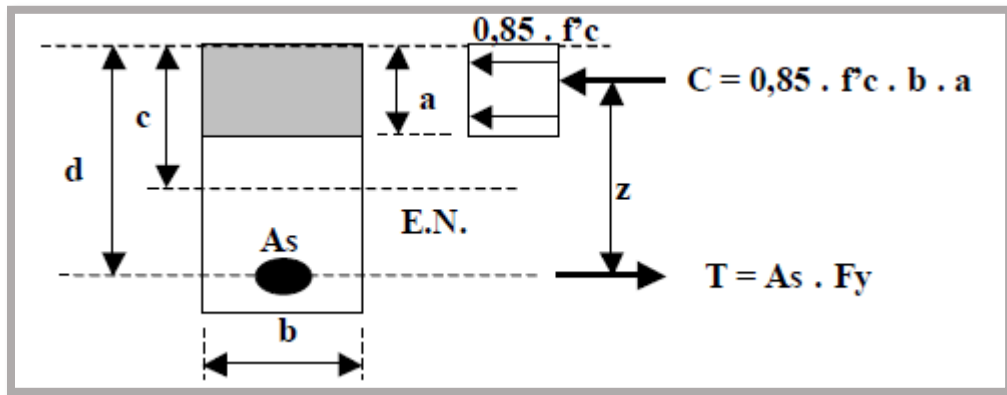 0,85 . f'c
C = 0,85 . f'c . b . a
a
c
d
z
E.N.
As
T = As . Fy
b